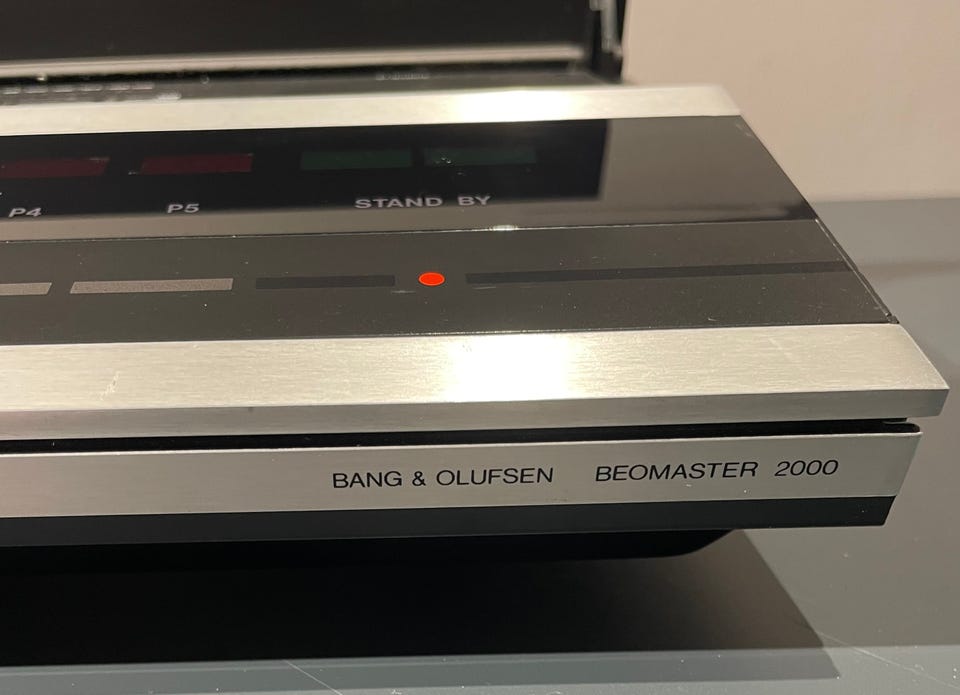 P4 P5 STAND BY
BANG & OLUFSEN BEOMASTER 2000